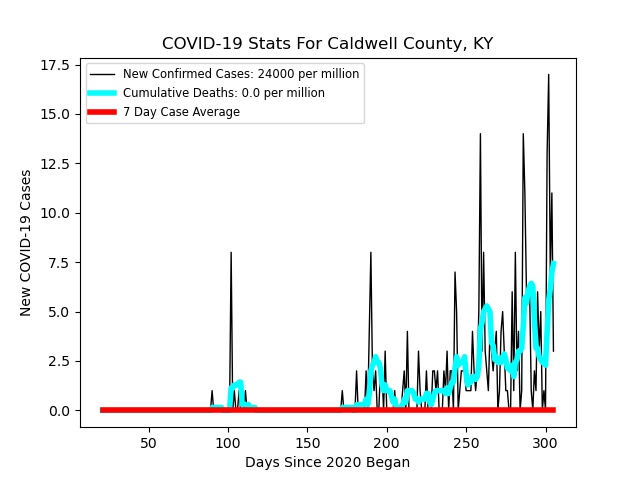 COVID-19 Stats For Caldwell County, KY
New Confirmed Cases: 24000 per million
Cumulative Deaths: 0.0 per million
7 Day Case Average
New COVID-19 Cases
17.5
15.0
12.5
10.0
7.5
5.0
2.5
0.0
50 100 150 200 250 300
Days Since 2020 Began